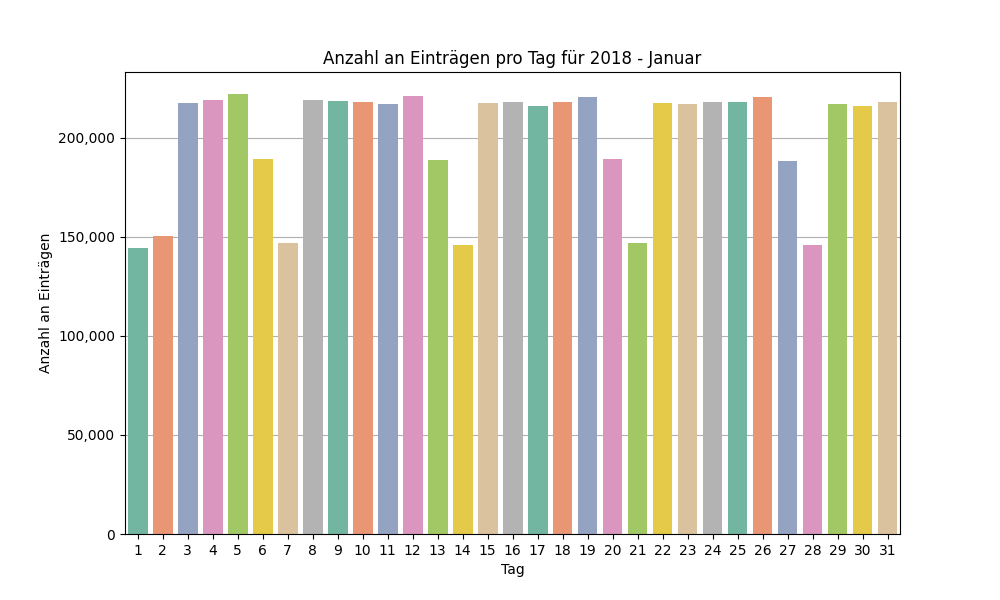 Anzahl an Einträgen pro Tag für 2018 - Januar
Anzahl an Einträgen
200,000
150,000
100,000
50,000
0
1 2 3 4 5 6 7 8 9 10 11 12 13 14 15 16 17 18 19 20 21 22 23 24 25 26 27 28 29 30 31
Tag